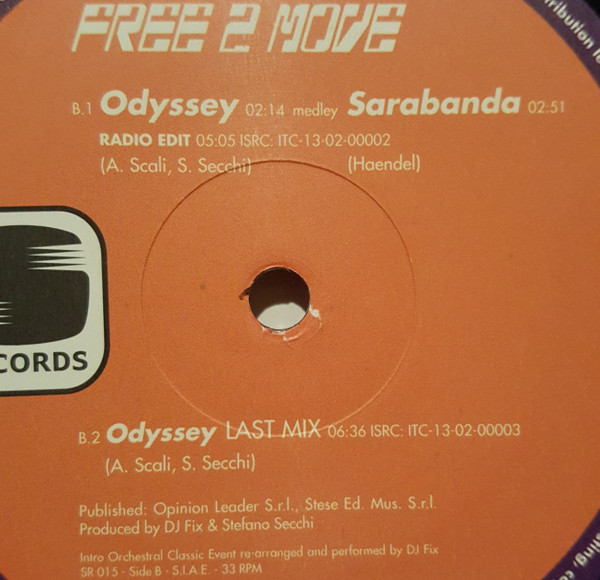 FREE 2 MOVE
B.1 Odyssey 02:14 medley Sarabanda 02:51
RADIO EDIT 05:05 ISRC: ITC-13-02-00002
(A. Scali, S. Secchi) (Haendel)
CORDS
B.2 Odyssey LAST MIX 06:36 ISRC: ITC-13-02-00003
(A. Scali, S. Secchi)
Published: Opinion Leader S.r.l., Stese Ed. Mus. S.r.l.
Produced by DJ Fix & Stefano Secchi
Intro Orchestral Classic Event re-arranged and performed by DJ Fix
SR 015 - Side B - S.I.A.E. - 33 RPM